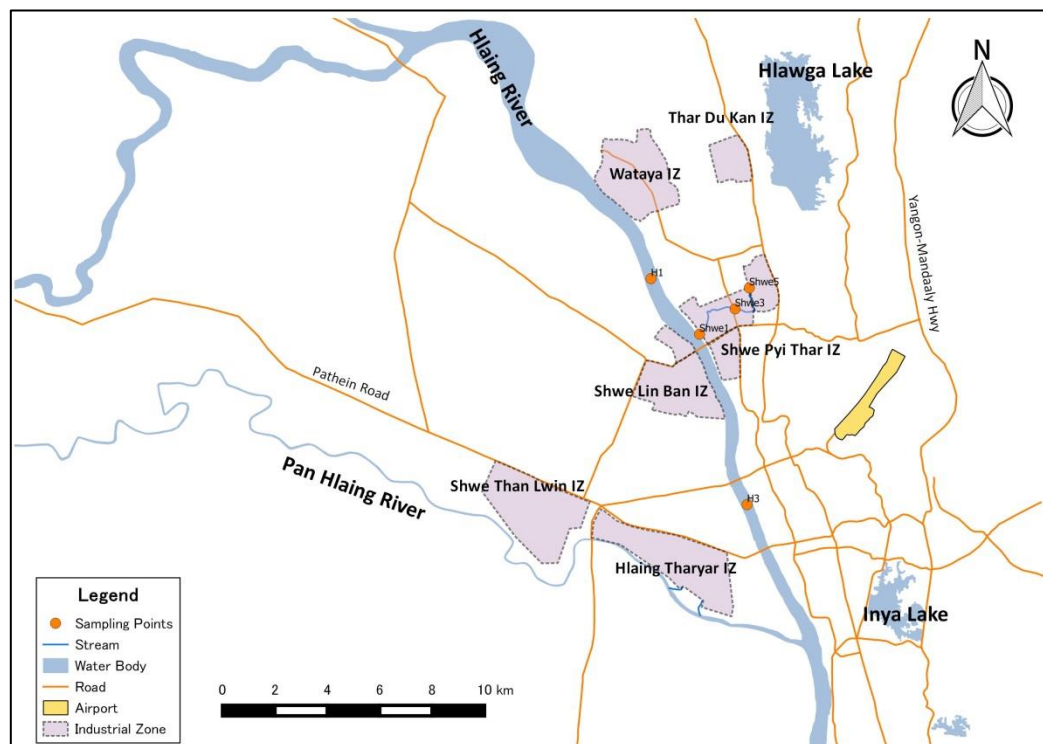 Hlaing River
Hlawga Lake
N
Thar Du Kan IZ
Wataya IZ
Yangon-Mandaaly Hwy
H1
Shwe5
Shwe3
Shwe1
Shwe Pyi Thar IZ
Shwe Lin Ban IZ
Pathein Road
Pan Hlaing River
Shwe Than Lwin IZ
H3
Hlaing Tharyar IZ
Inya Lake
Legend
Sampling Points
Stream
Water Body
Road
Airport
Industrial Zone
0 2 4 6 8 10 km